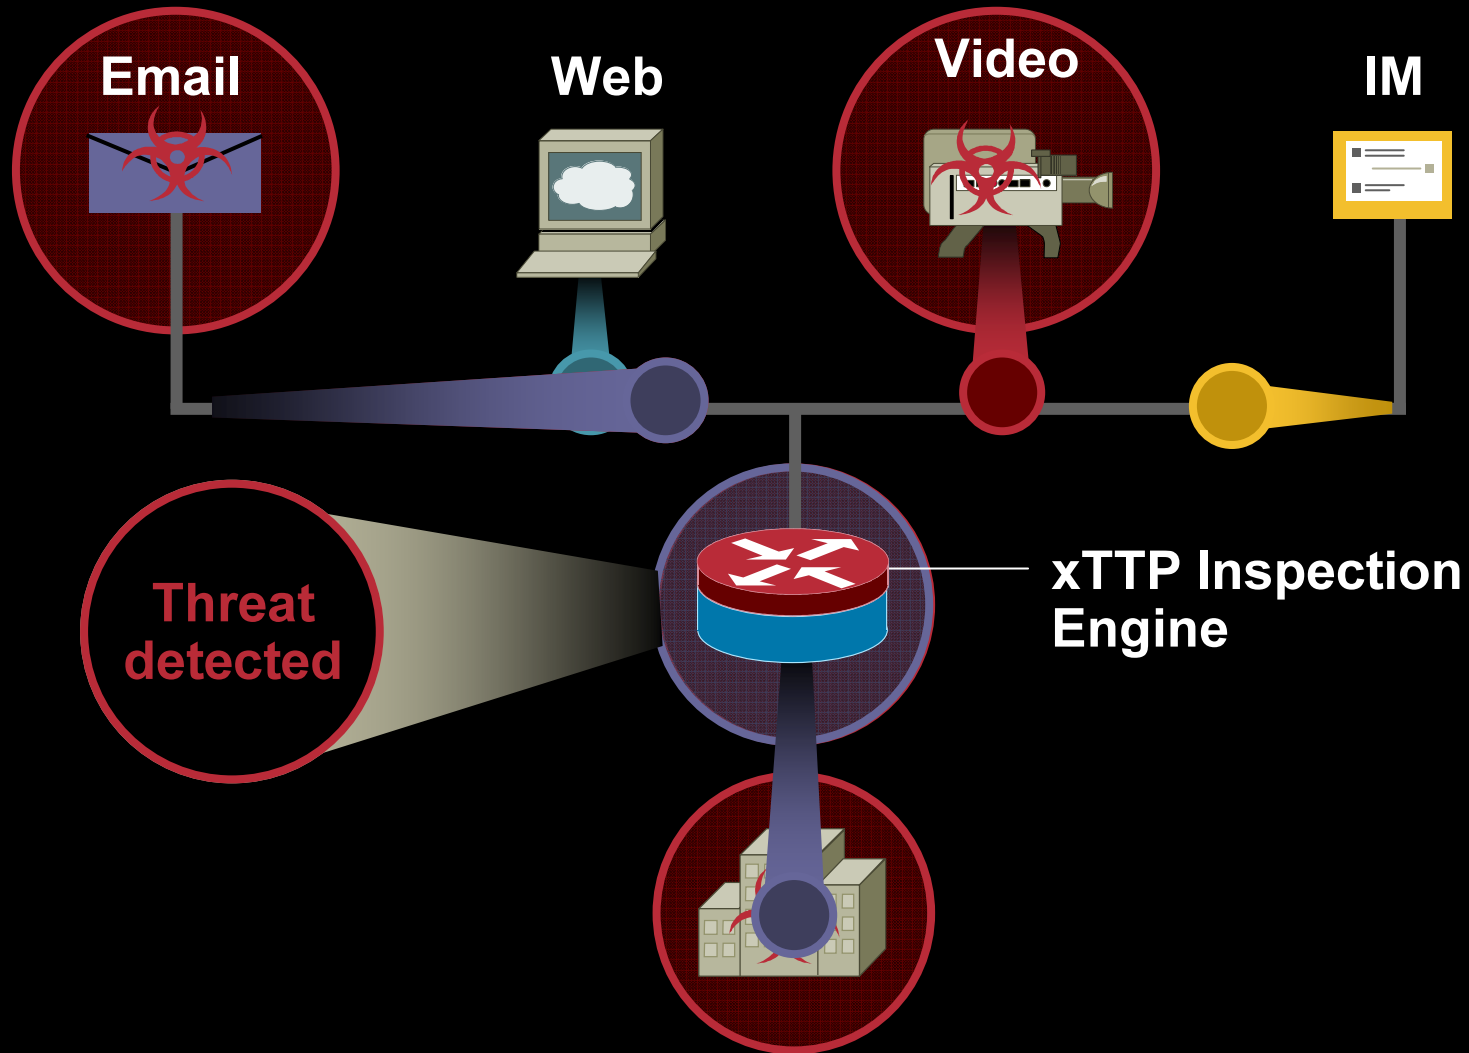 Email
Web
Video
IM
Threat
detected
xTTP Inspection
Engine